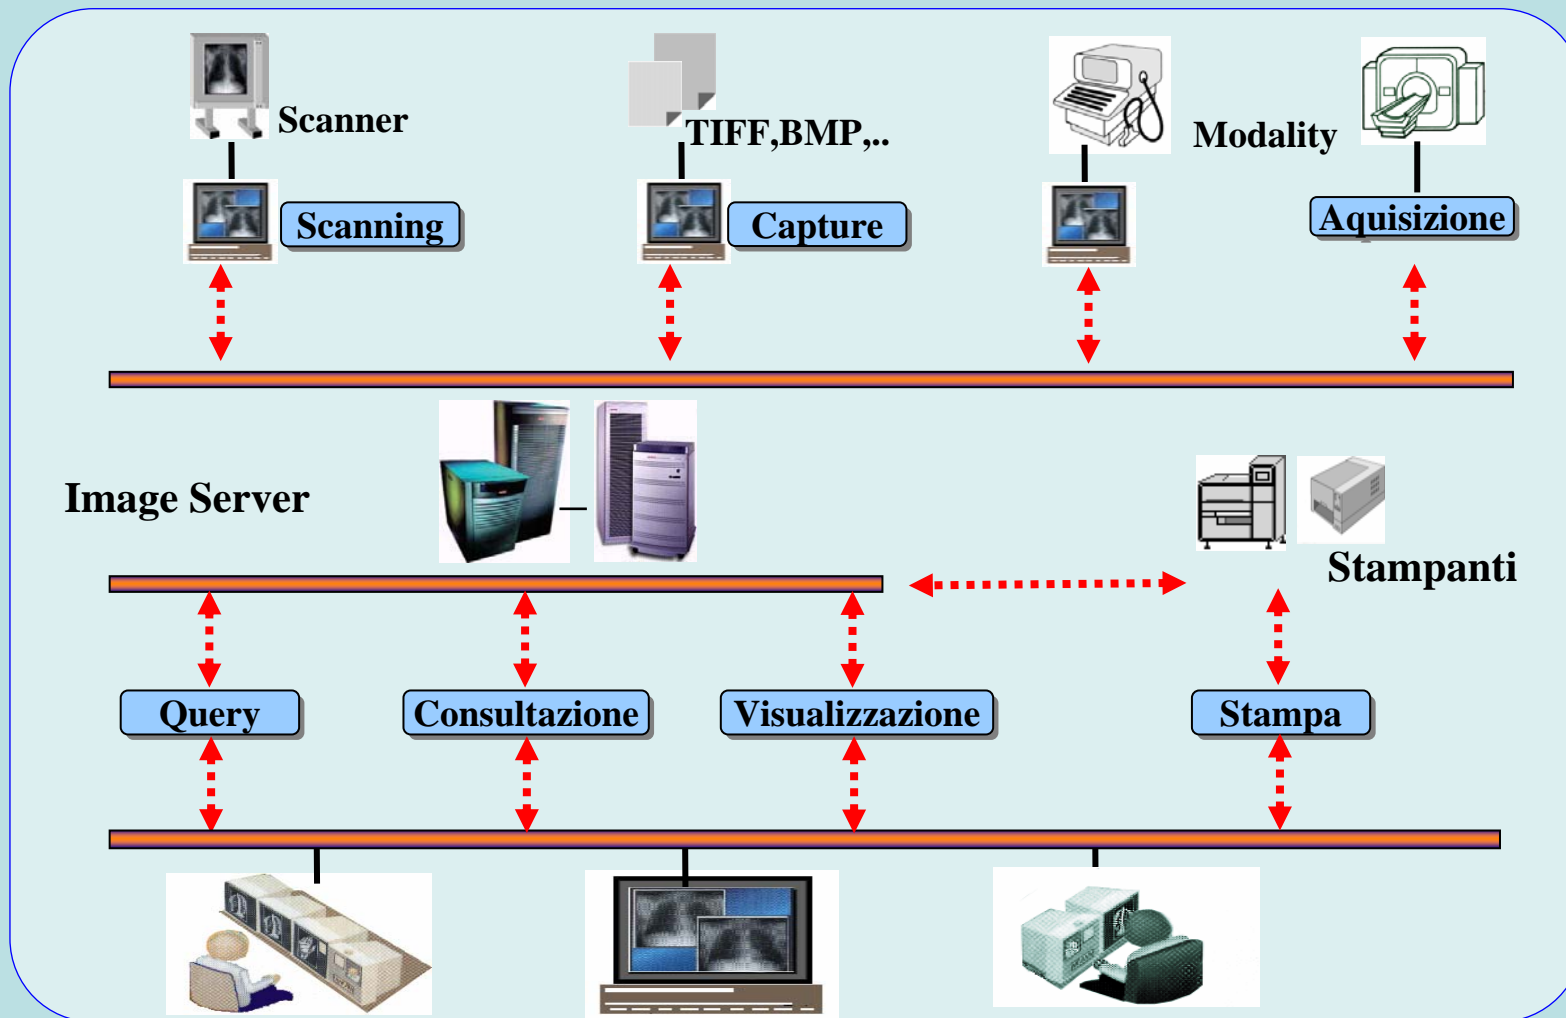 Scanner
TIFF,BMP,..
Modality
Scanning
Capture
Aquisizione
Image Server
Stampanti
Query
Consultazione
Visualizzazione
Stampa